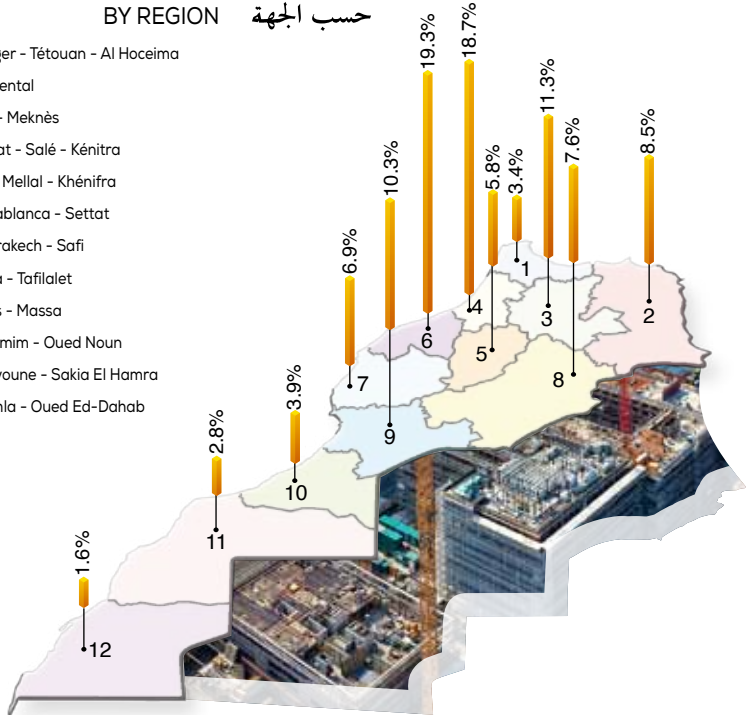 BY REGION حسب الجهة
ger - Tétouan - Al Hoceima
ental
- Meknès
at - Salé - Kénitra
Mellal - Khénifra
ablanca - Settat
rakech - Safi
a - Tafilalet
s - Massa
mim - Oued Noun
youne - Sakia El Hamra
hla - Oued Ed-Dahab
19.3%
18.7%
11.3%
7.6%
8.5%
5.8%
3.4%
10.3%
6.9%
3.9%
2.8%
1.6%
1
2
3
4
5
6
7
8
9
10
11
12